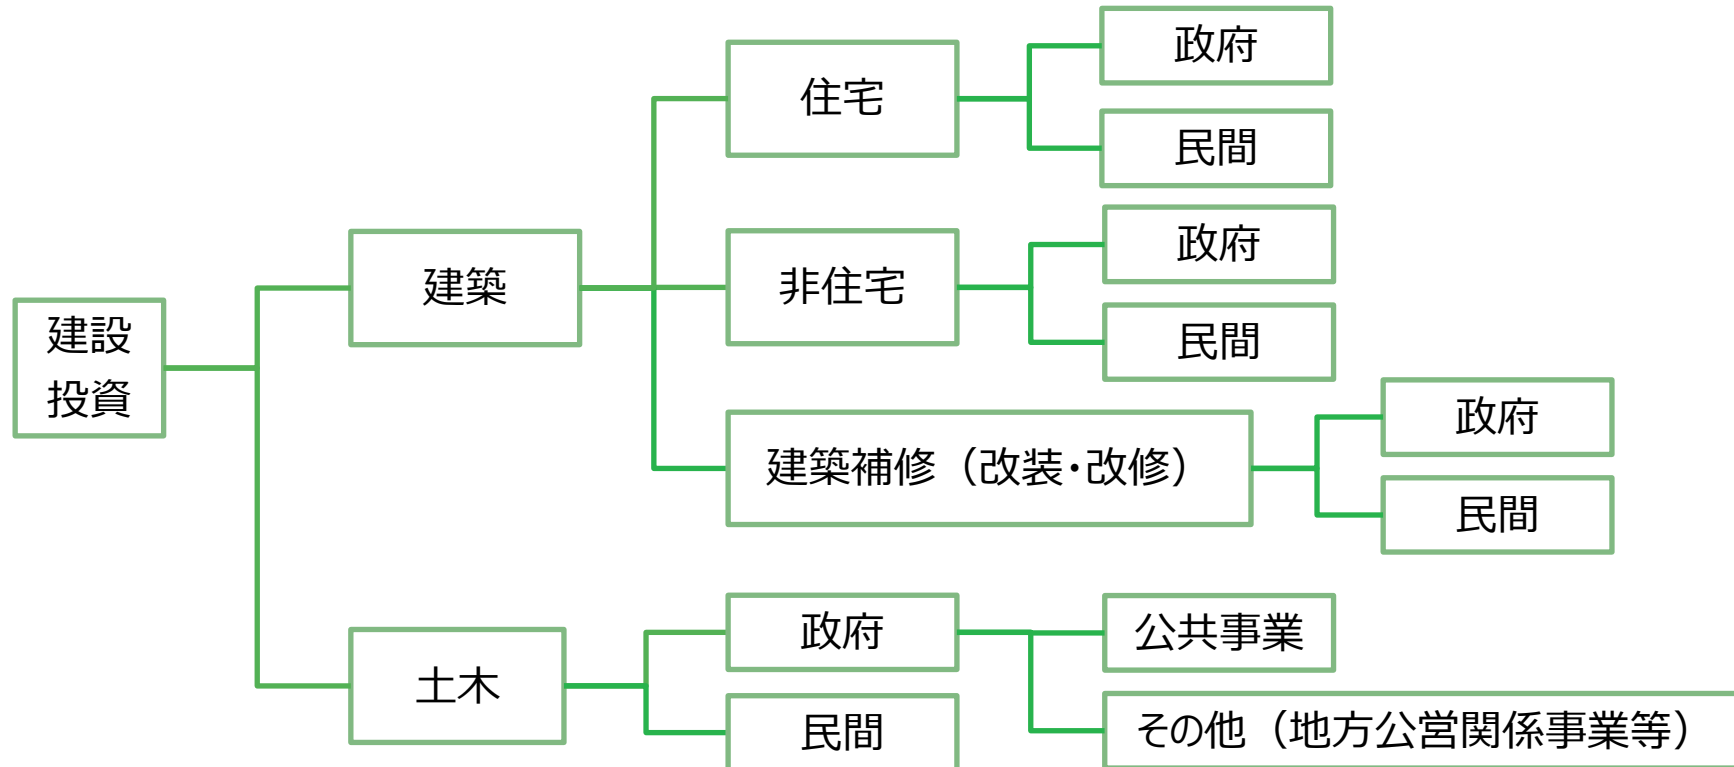 建設
投資
建築
住宅
政府
民間
非住宅
政府
民間
建築補修（改装・改修）
政府
民間
土木
政府
公共事業
その他（地方公営関係事業等）
民間